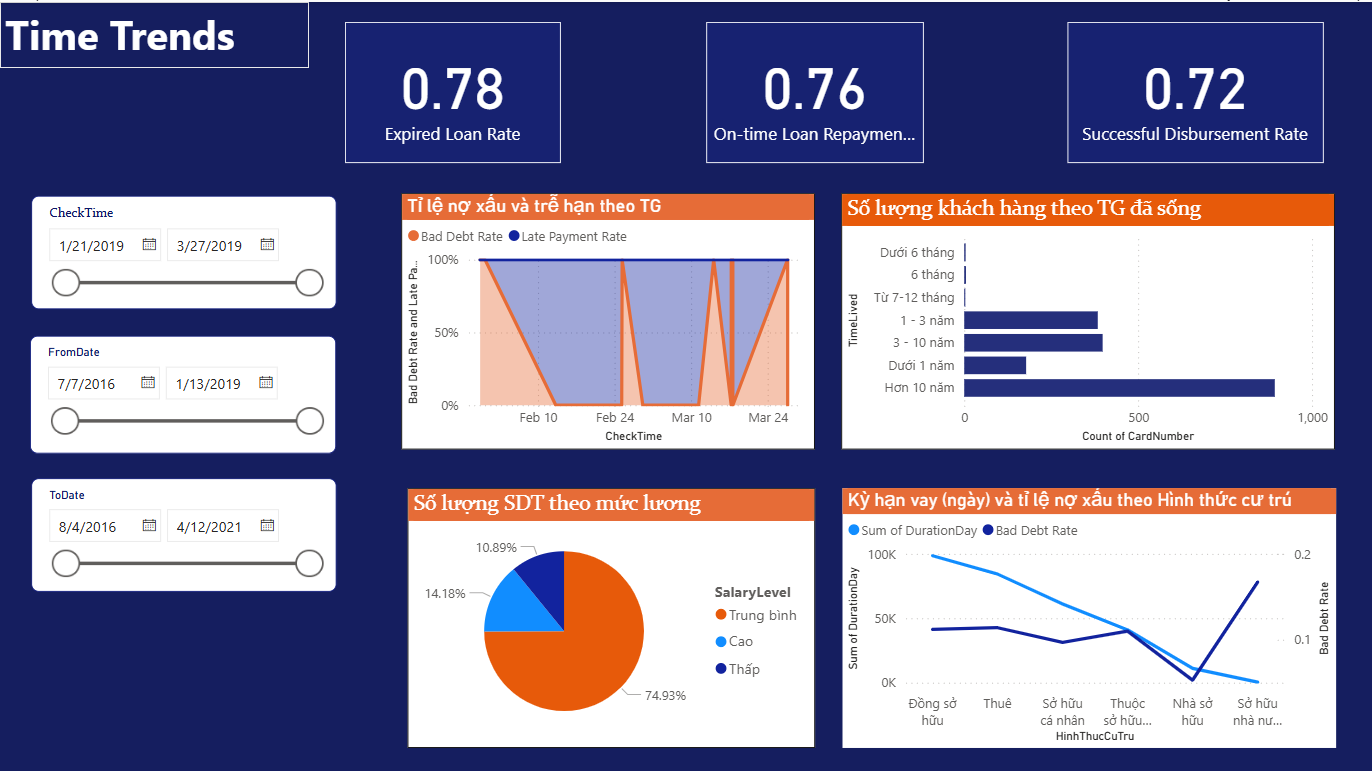 Time Trends
0.78
Expired Loan Rate
0.76
On-time Loan Repaymen...
0.72
Successful Disbursement Rate
CheckTime
1/21/2019 3/27/2019
FromDate
7/7/2016 1/13/2019
ToDate
8/4/2016 4/12/2021
Tỉ lệ nợ xấu và trễ hạn theo TG
Bad Debt Rate Late Payment Rate
Bad Debt Rate and Late Pa...
100%
50%
0%
Feb 10 Feb 24 Mar 10 Mar 24
CheckTime
Số lượng khách hàng theo TG đã sống
TimeLived
Dưới 6 tháng
6 tháng
Từ 7-12 tháng
1 - 3 năm
3 - 10 năm
Dưới 1 năm
Hơn 10 năm
0 500 1,000
Count of CardNumber
Số lượng SDT theo mức lương
10.89%
14.18%
74.93%
SalaryLevel
Trung bình
Cao
Thấp
Kỳ hạn vay (ngày) và tỉ lệ nợ xấu theo Hình thức cư trú
Sum of DurationDay Bad Debt Rate
Sum of DurationDay
100K
50K
0K
0.2
0.1
Bad Debt Rate
Đồng sở hữu
Thuê
Sở hữu cá nhân
Thuộc sở hữu...
Nhà sở hữu
Sở hữu nhà nư...
HinhThucCuTru